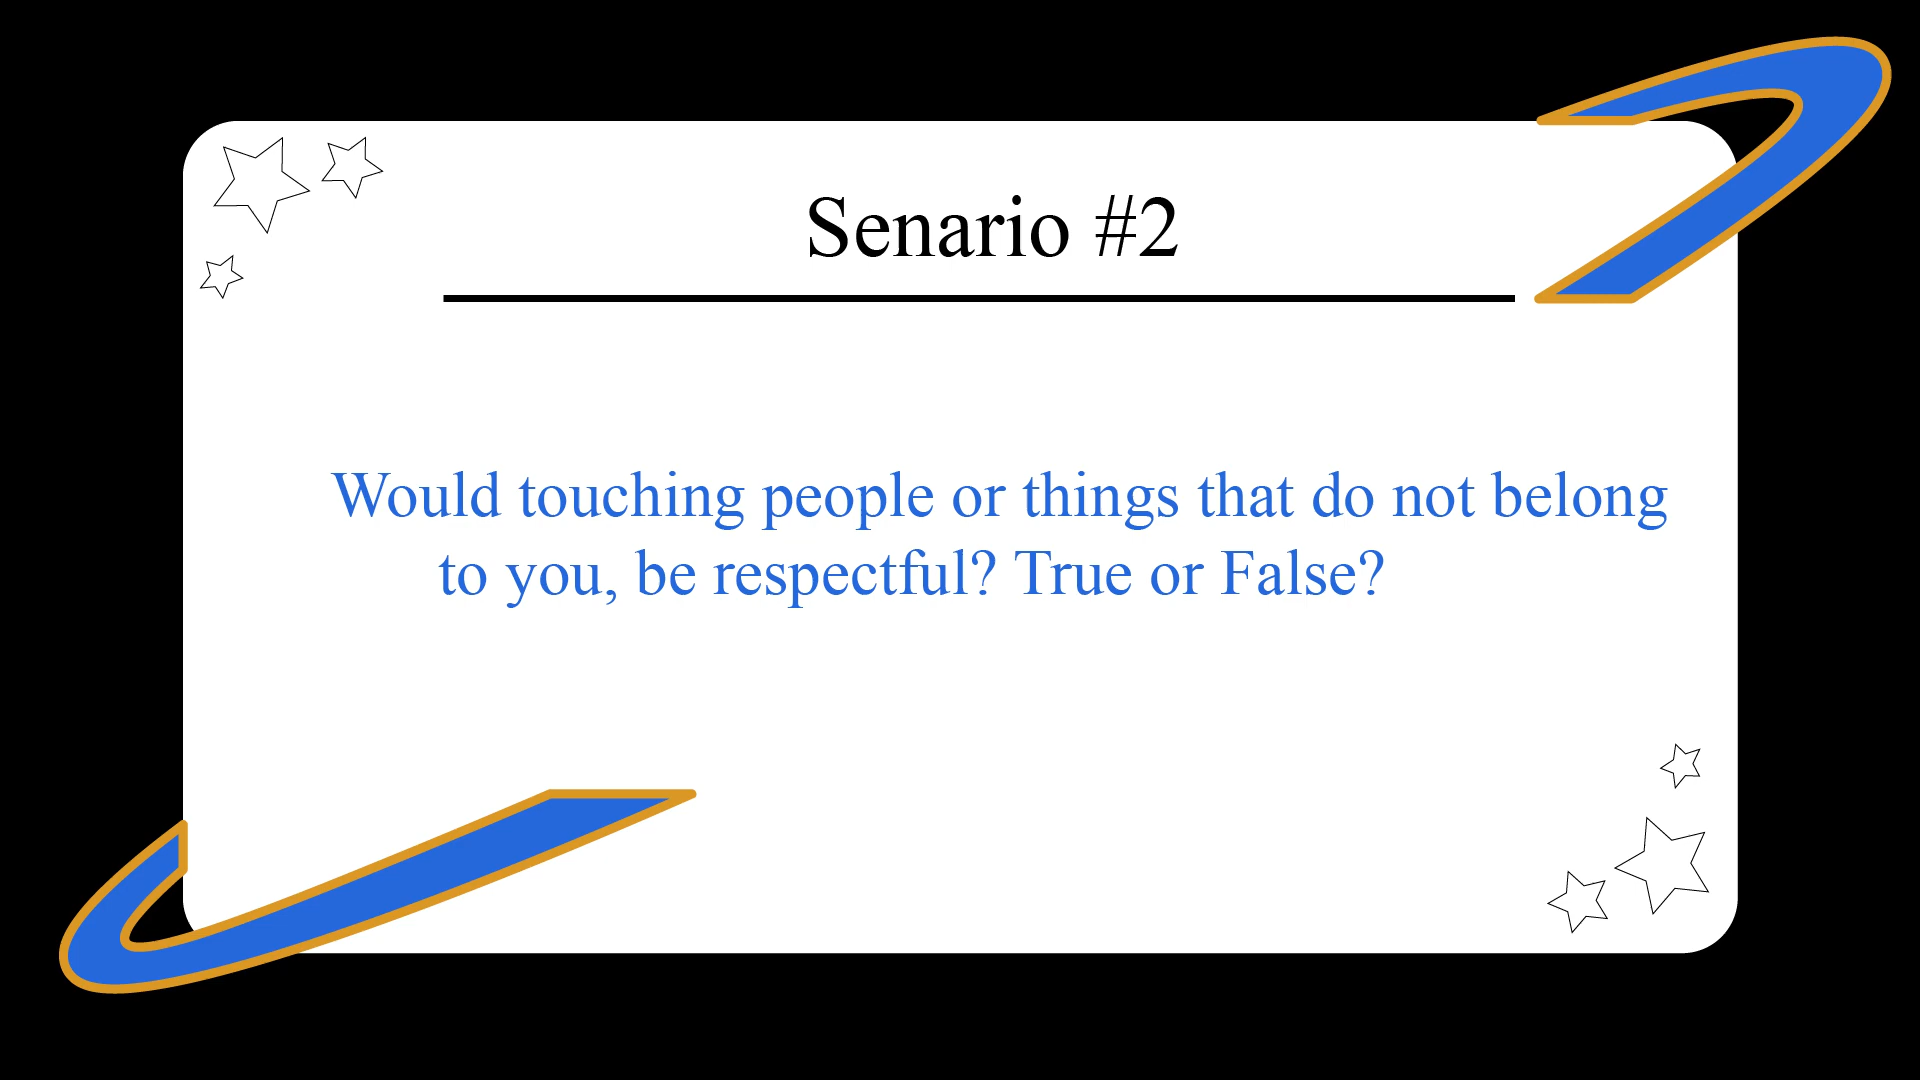 Senario #2
Would touching people or things that do not belong
to you, be respectful? True or False?